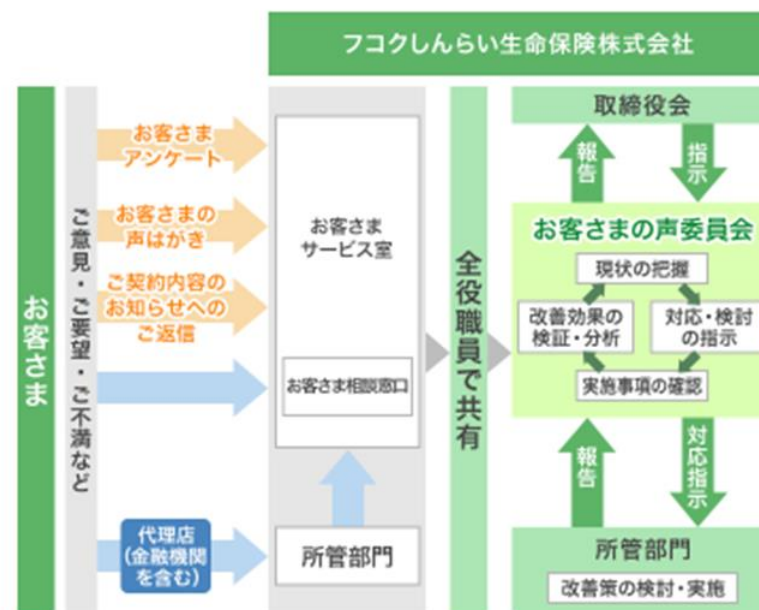 フコクしんらい生命保険株式会社
お客さま
ご意見・ご要望・ご不満など
お客さま
アンケート
お客さまの
声はがき
ご契約内容の
お知らせへの
ご返信
代理店
(金融機関
を含む)
お客さま
サービス室
お客さま相談窓口
所管部門
全役職員で共有
取締役会
報告
指示
お客さまの声委員会
現状の把握
改善効果の
検証・分析
対応・検討
の指示
実施事項の確認
報告
対応指示
所管部門
改善策の検討・実施